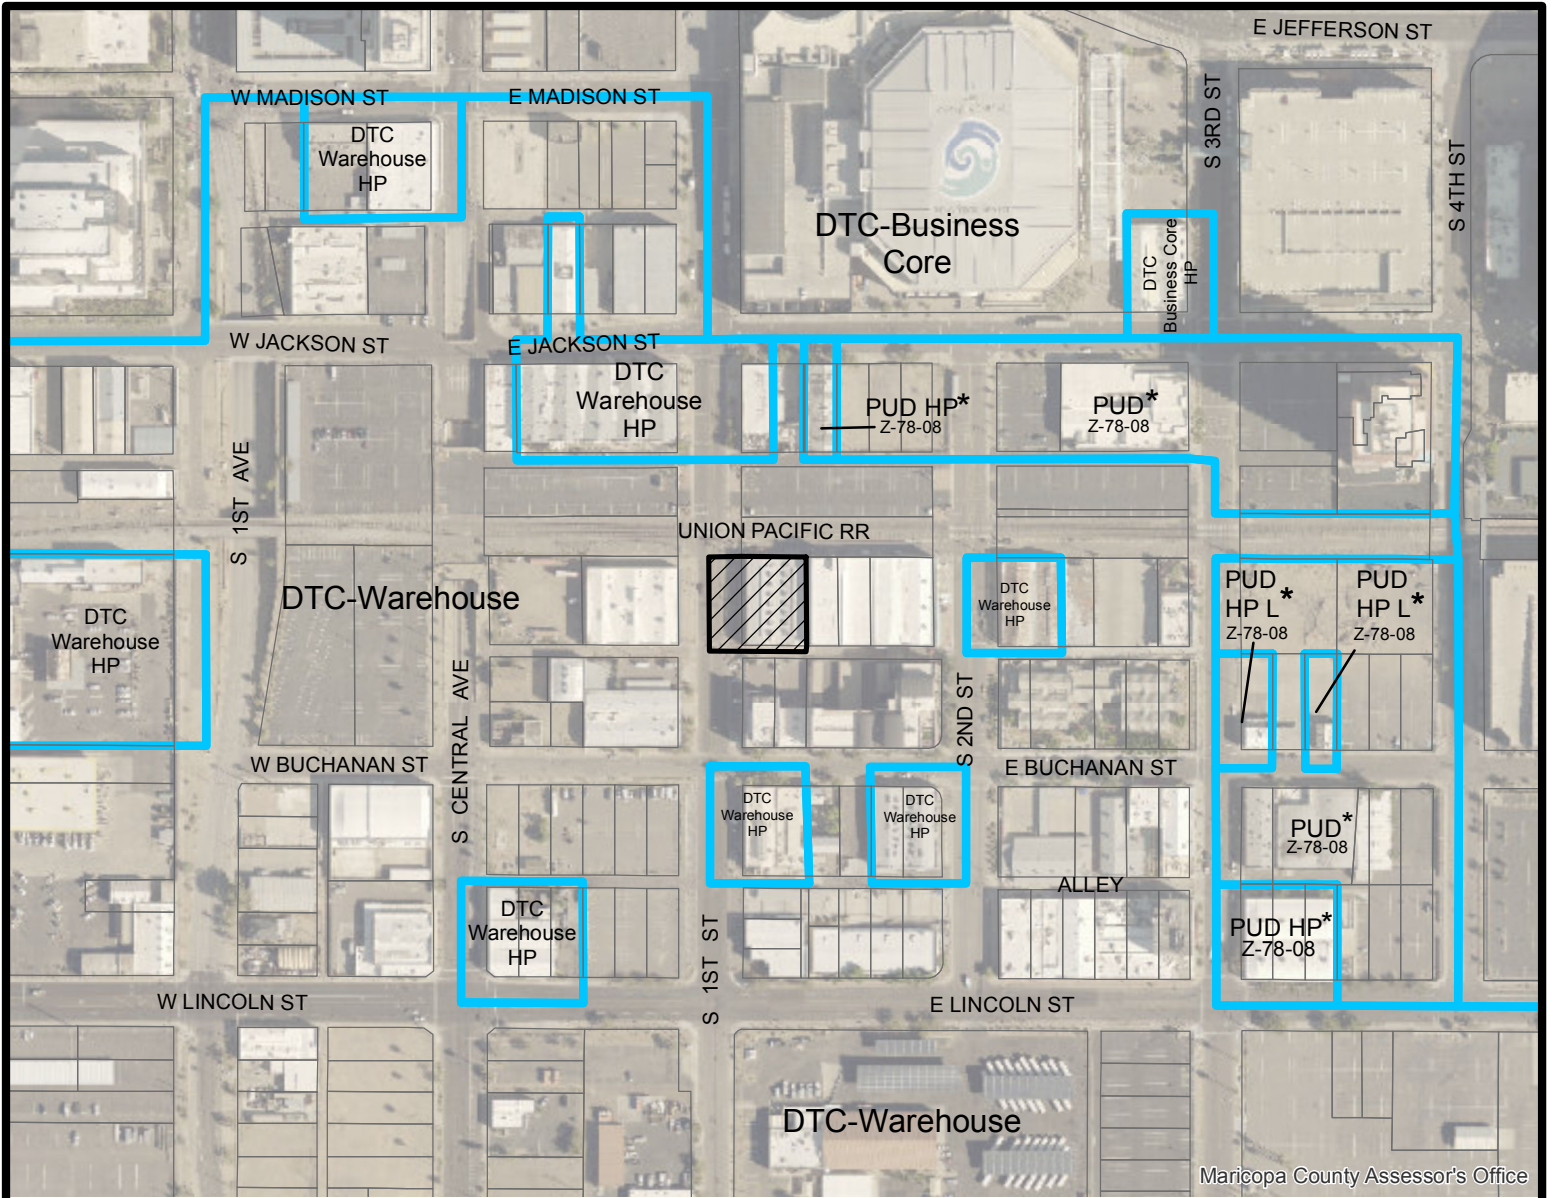 E JEFFERSON ST
W MADISON ST
E MADISON ST
S 3RD ST
S 4TH ST
DTC
Warehouse
HP
DTC-Business
Core
DTC
Business Core
HP
W JACKSON ST
E JACKSON ST
DTC
Warehouse
HP
PUD HP*
Z-78-08
PUD*
Z-78-08
S 1ST AVE
UNION PACIFIC RR
DTC-Warehouse
DTC
Warehouse
HP
DTC
Warehouse
HP
PUD
HP L*
Z-78-08
PUD
HP L*
Z-78-08
S CENTRAL AVE
S 2ND ST
W BUCHANAN ST
E BUCHANAN ST
DTC
Warehouse
HP
DTC
Warehouse
HP
PUD*
Z-78-08
ALLEY
DTC
Warehouse
HP
S 1ST ST
PUD HP*
Z-78-08
W LINCOLN ST
E LINCOLN ST
DTC-Warehouse
Maricopa County Assessor's Office